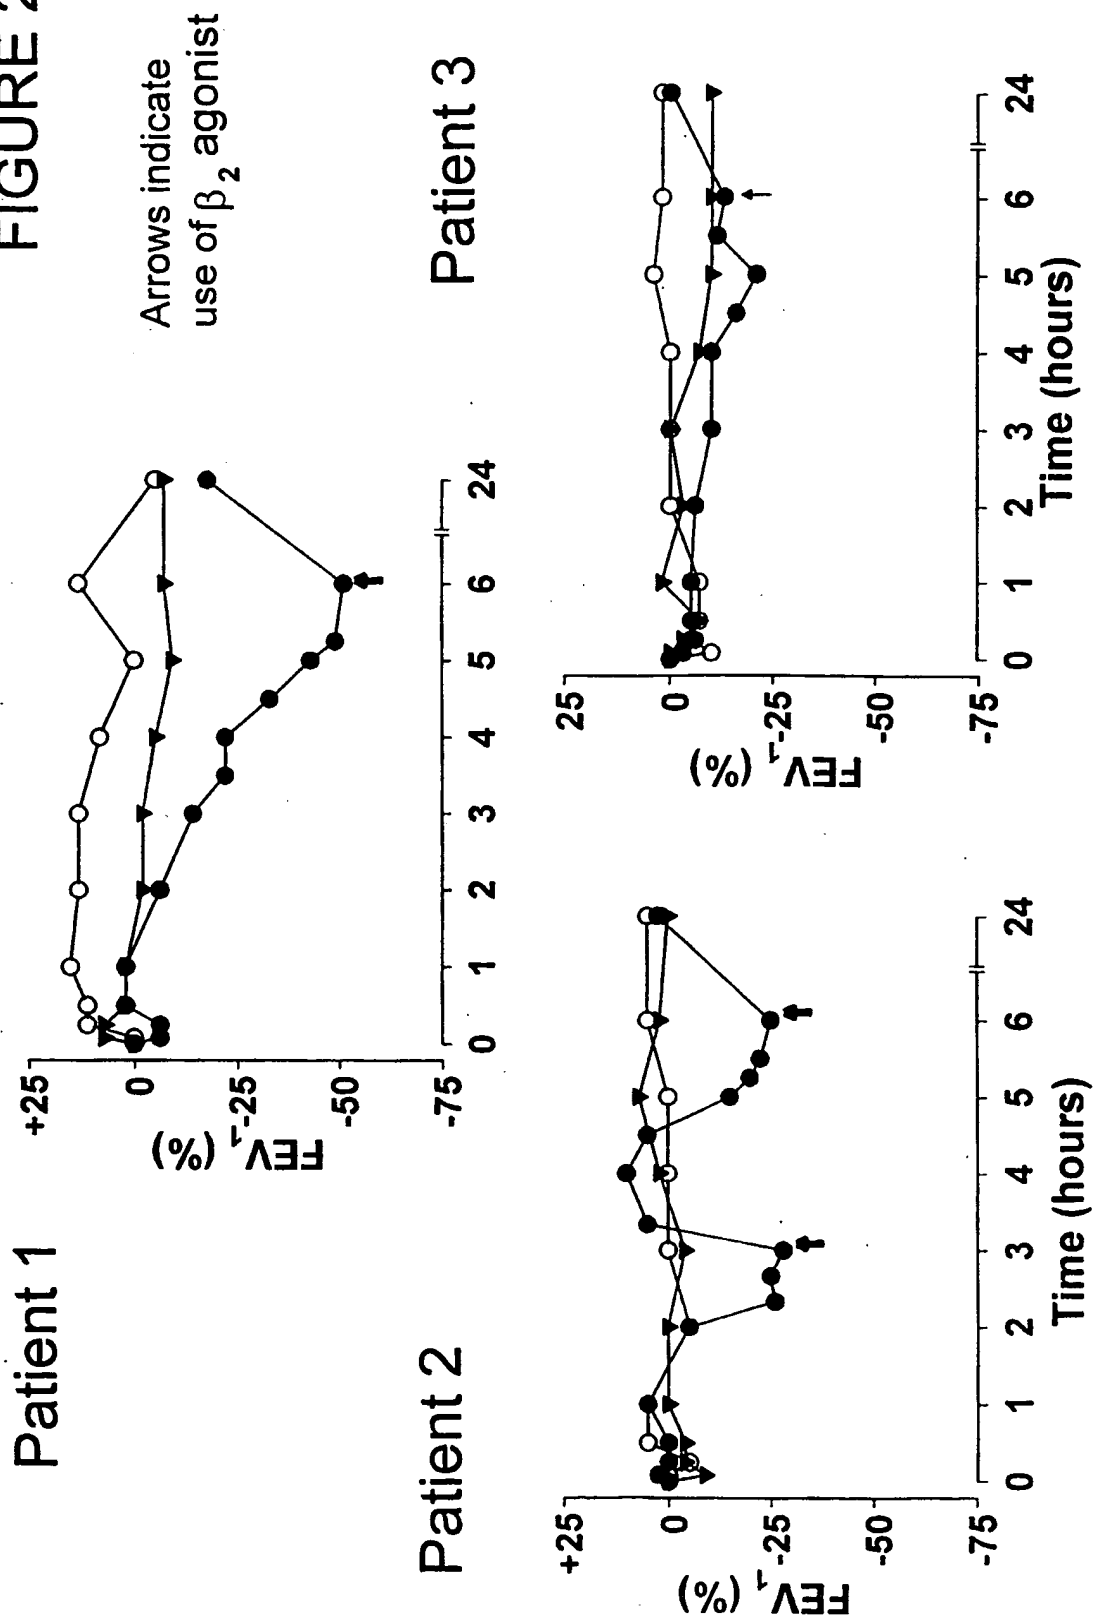 FIGURE 2
Patient 1
Arrows indicate
use of β2 agonist
+25
0
-25
-50
-75
FEV1 (%)
0 1 2 3 4 5 6 24
Patient 2
+25
0
-25
-50
-75
FEV1 (%)
0 1 2 3 4 5 6 24
Time (hours)
Patient 3
25
0
-25
-50
-75
FEV1 (%)
0 1 2 3 4 5 6 24
Time (hours)